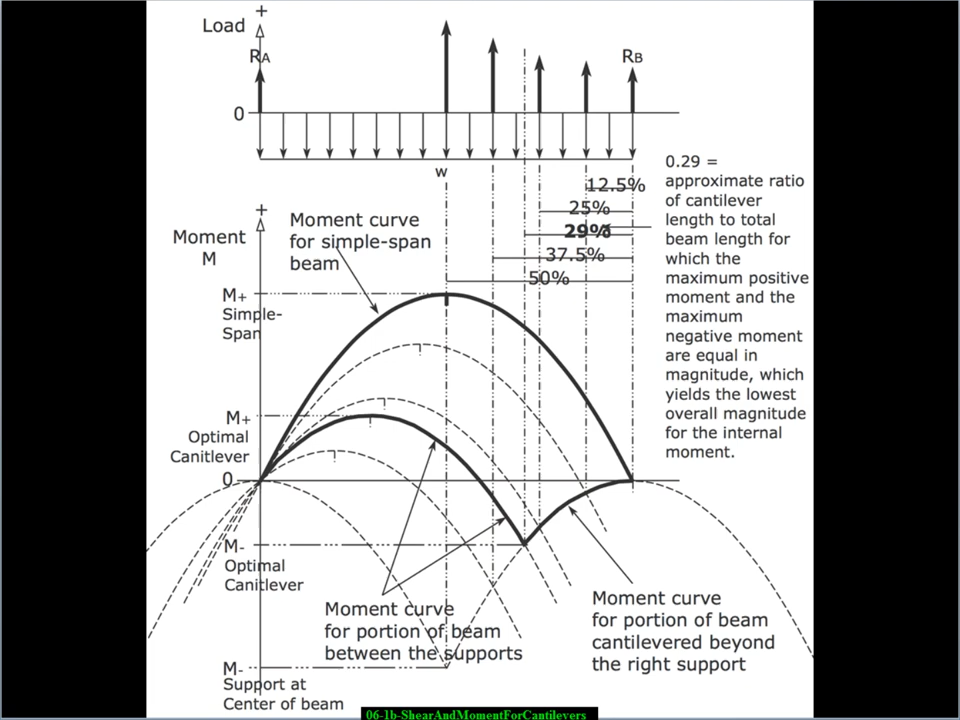 +
Load
RA
RB
0
w
12.5%
25%
29%
37.5%
50%
0.29 =
approximate ratio
of cantilever
length to total
beam length for
which the
maximum positive
moment and the
maximum
negative moment
are equal in
magnitude, which
yields the lowest
overall magnitude
for the internal
moment.
+
Moment
M
Moment curve
for simple-span
beam
M+
Simple-
Span
M+
Optimal
Canitlever
0
M-
Optimal
Canitlever
Moment curve
for portion of beam
between the supports
Moment curve
for portion of beam
cantilevered beyond
the right support
M-
Support at
Center of beam
06-1b-ShearAndMomentForCantilevers